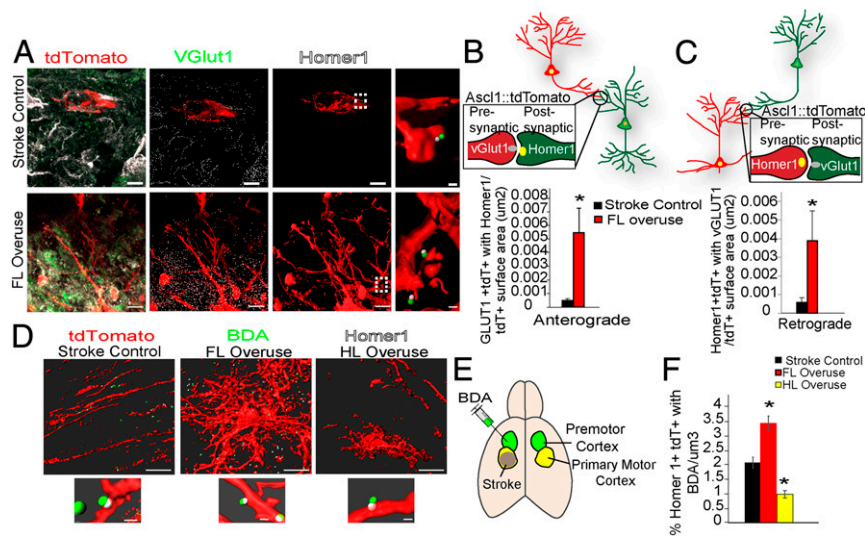 A
tdTomato
VGlut1
Homer1
Stroke Control
FL Overuse
B
Ascl1::tdTomato
Pre-
synaptic
Post-
synaptic
vGlut1
Homer1
GLUT1 +tdT+ with Homer1/
tdT+ surface area (um2)
0.008
0.007
0.006
0.005
0.004
0.003
0.002
0.001
0
*
Stroke Control
FL overuse
Anterograde
C
Ascl1::tdTomato
Pre-
synaptic
Post-
synaptic
Homer1
vGlut1
Homer1+tdT+ with vGLUT1
/tdT+ surface area (um2)
0.006
0.005
0.004
0.003
0.002
0.001
0
*
Retrograde
D
tdTomato
BDA
Homer1
Stroke Control
FL Overuse
HL Overuse
E
BDA
Premotor
Cortex
Primary Motor
Cortex
Stroke
F
Stroke Control
FL Overuse
HL Overuse
% Homer 1+ tdT+ with
BDA/um3
3.5
3
2.5
2
1.5
1
0.5
0
*
*